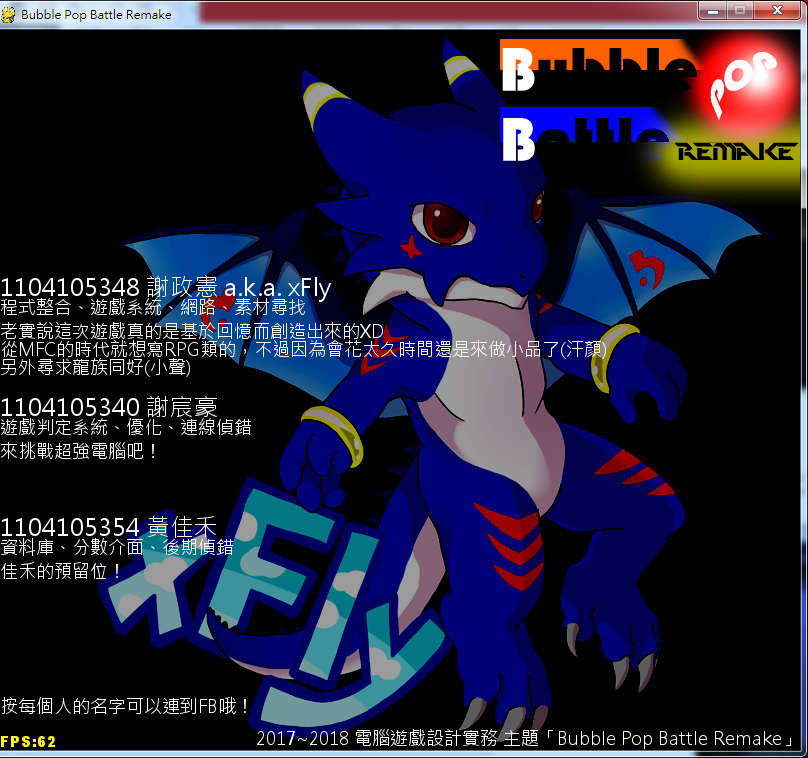 Bubble Pop Battle Remake
Bubble
POP
Battle
REMAKE
1104105348 謝政憲 a.k.a. xFly
程式整合、遊戲系統、網路、素材尋找
老實說這次遊戲真的是基於回憶而創造出來的XD
從MFC的時代就想寫RPG類的，不過因為會花太久時間還是來做小品了(汗顏)
另外尋求龍族同好(小聲)
1104105340 謝宸豪
遊戲判定系統、優化、連線偵錯
來挑戰超強電腦吧！
1104105354 黃佳禾
資料庫、分數介面、後期偵錯
佳禾的預留位！
xFly
按每個人的名字可以連到FB哦！
FPS:62
2017~2018 電腦遊戲設計實務 主題「Bubble Pop Battle Remake」